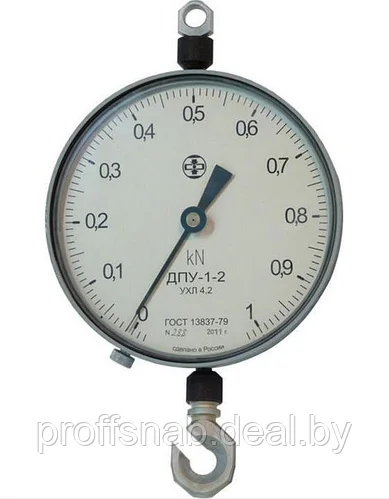 0,5
0,4
0,6
0,3
0,7
0,2
0,8
kN
0,1
ДПУ-1-2
0,9
УХЛ 4.2
0
ГОСТ 13837-79
1
N 288 2011 г.
сделано в России
proffsnab.deal.by